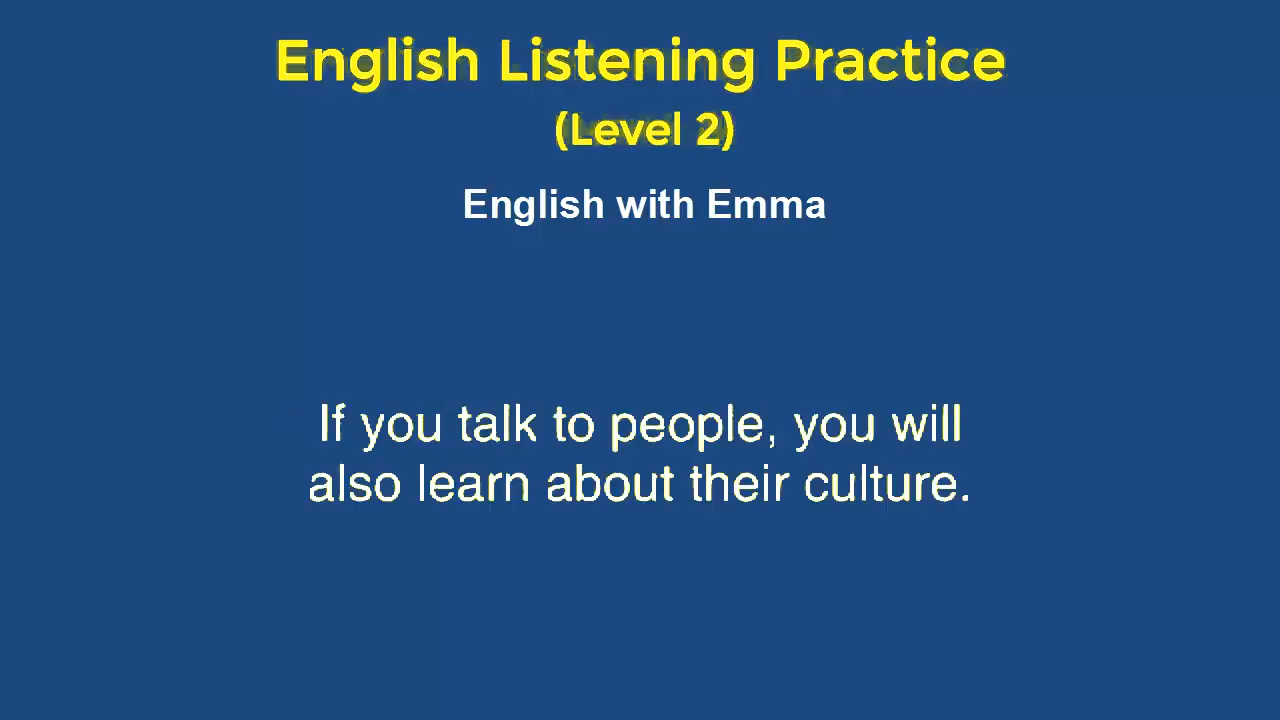 English Listening Practice
(Level 2)
English with Emma
If you talk to people, you will
also learn about their culture.